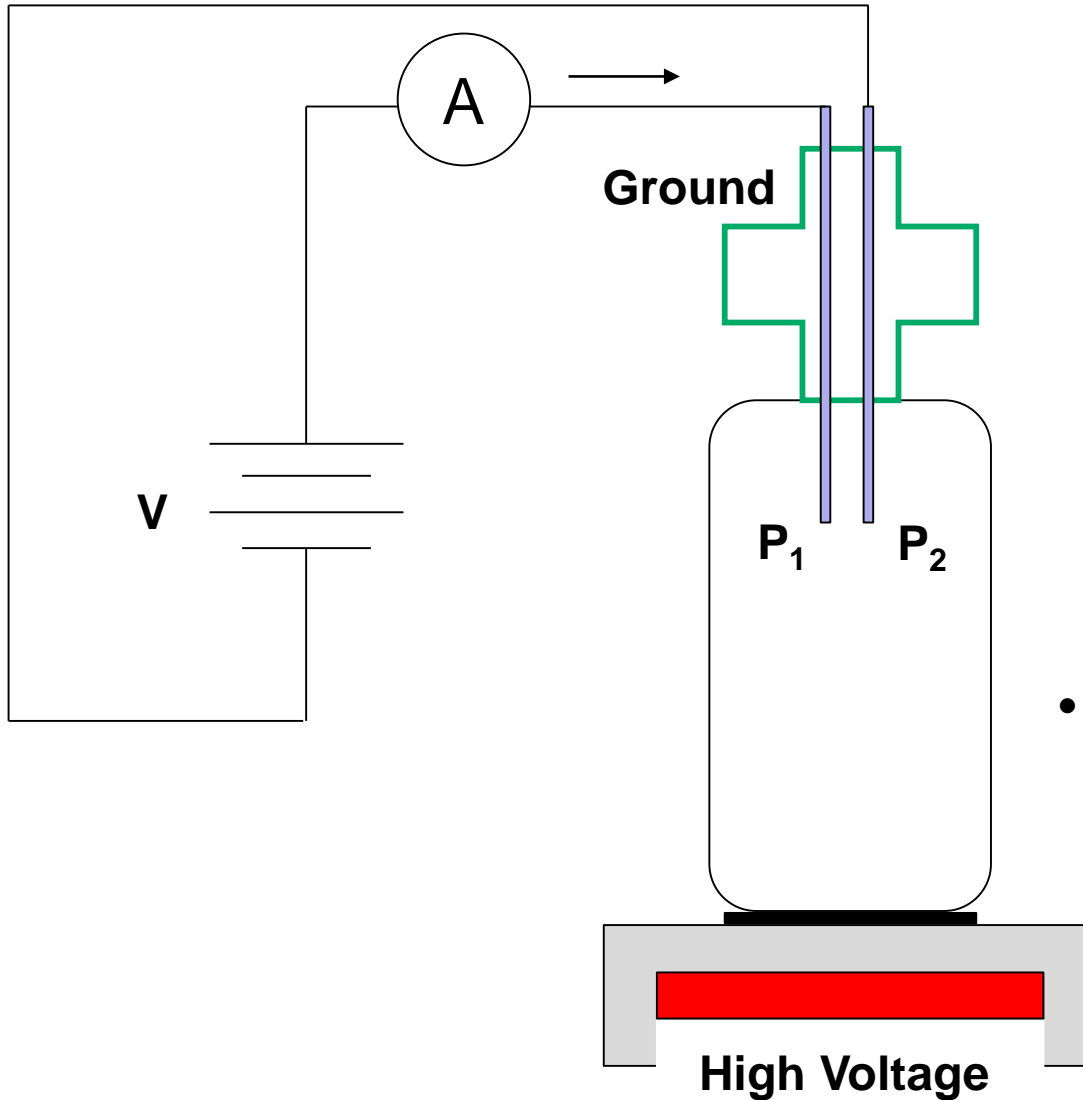 A
Ground
V
P₁
P₂
•
High Voltage